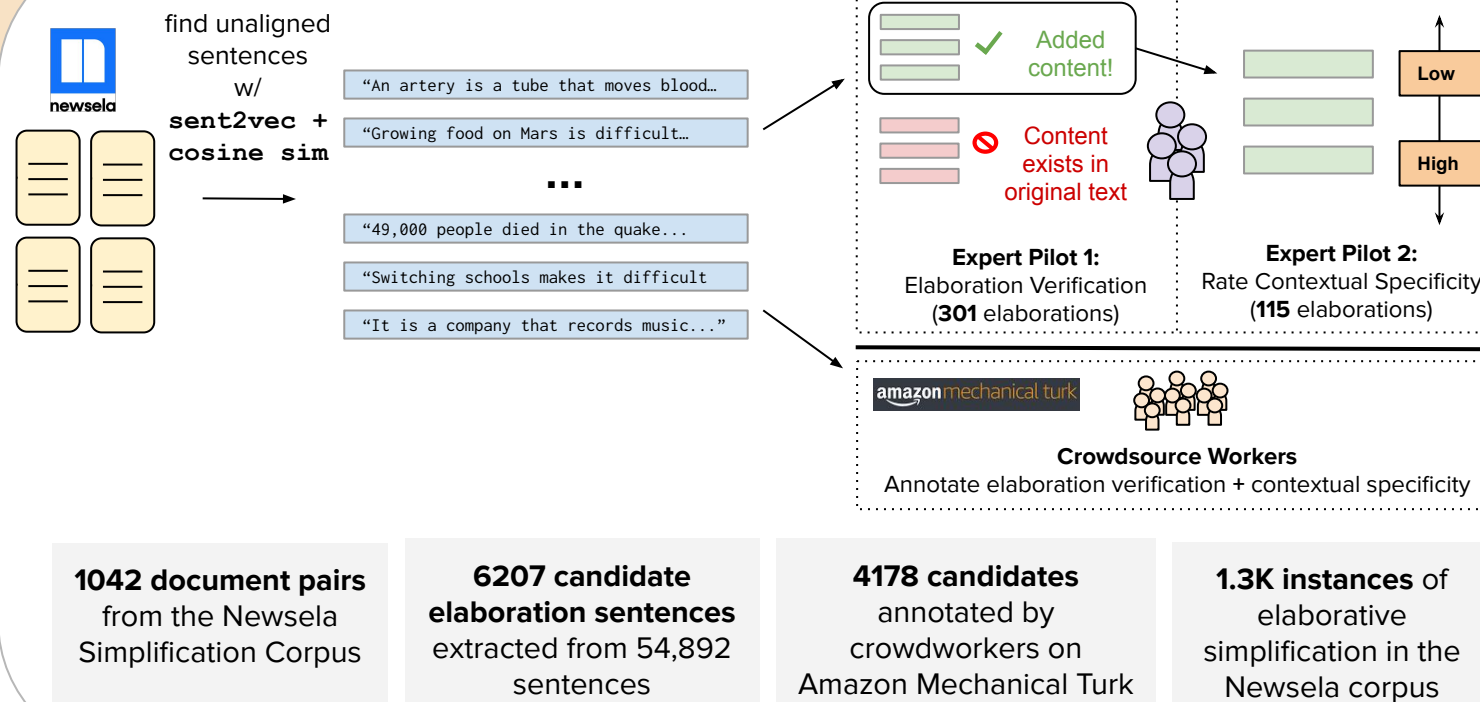 find unaligned
sentences
w/
sent2vec +
cosine sim
newsela
“An artery is a tube that moves blood…
“Growing food on Mars is difficult…
...
“49,000 people died in the quake...
“Switching schools makes it difficult
“It is a company that records music...”
Added
content!
Content
exists in
original text
Expert Pilot 1:
Elaboration Verification
(301 elaborations)
Low
High
Expert Pilot 2:
Rate Contextual Specificity
(115 elaborations)
amazon mechanical turk
Crowdsource Workers
Annotate elaboration verification + contextual specificity
1042 document pairs
from the Newsela
Simplification Corpus
6207 candidate
elaboration sentences
extracted from 54,892
sentences
4178 candidates
annotated by
crowdworkers on
Amazon Mechanical Turk
1.3K instances of
elaborative
simplification in the
Newsela corpus